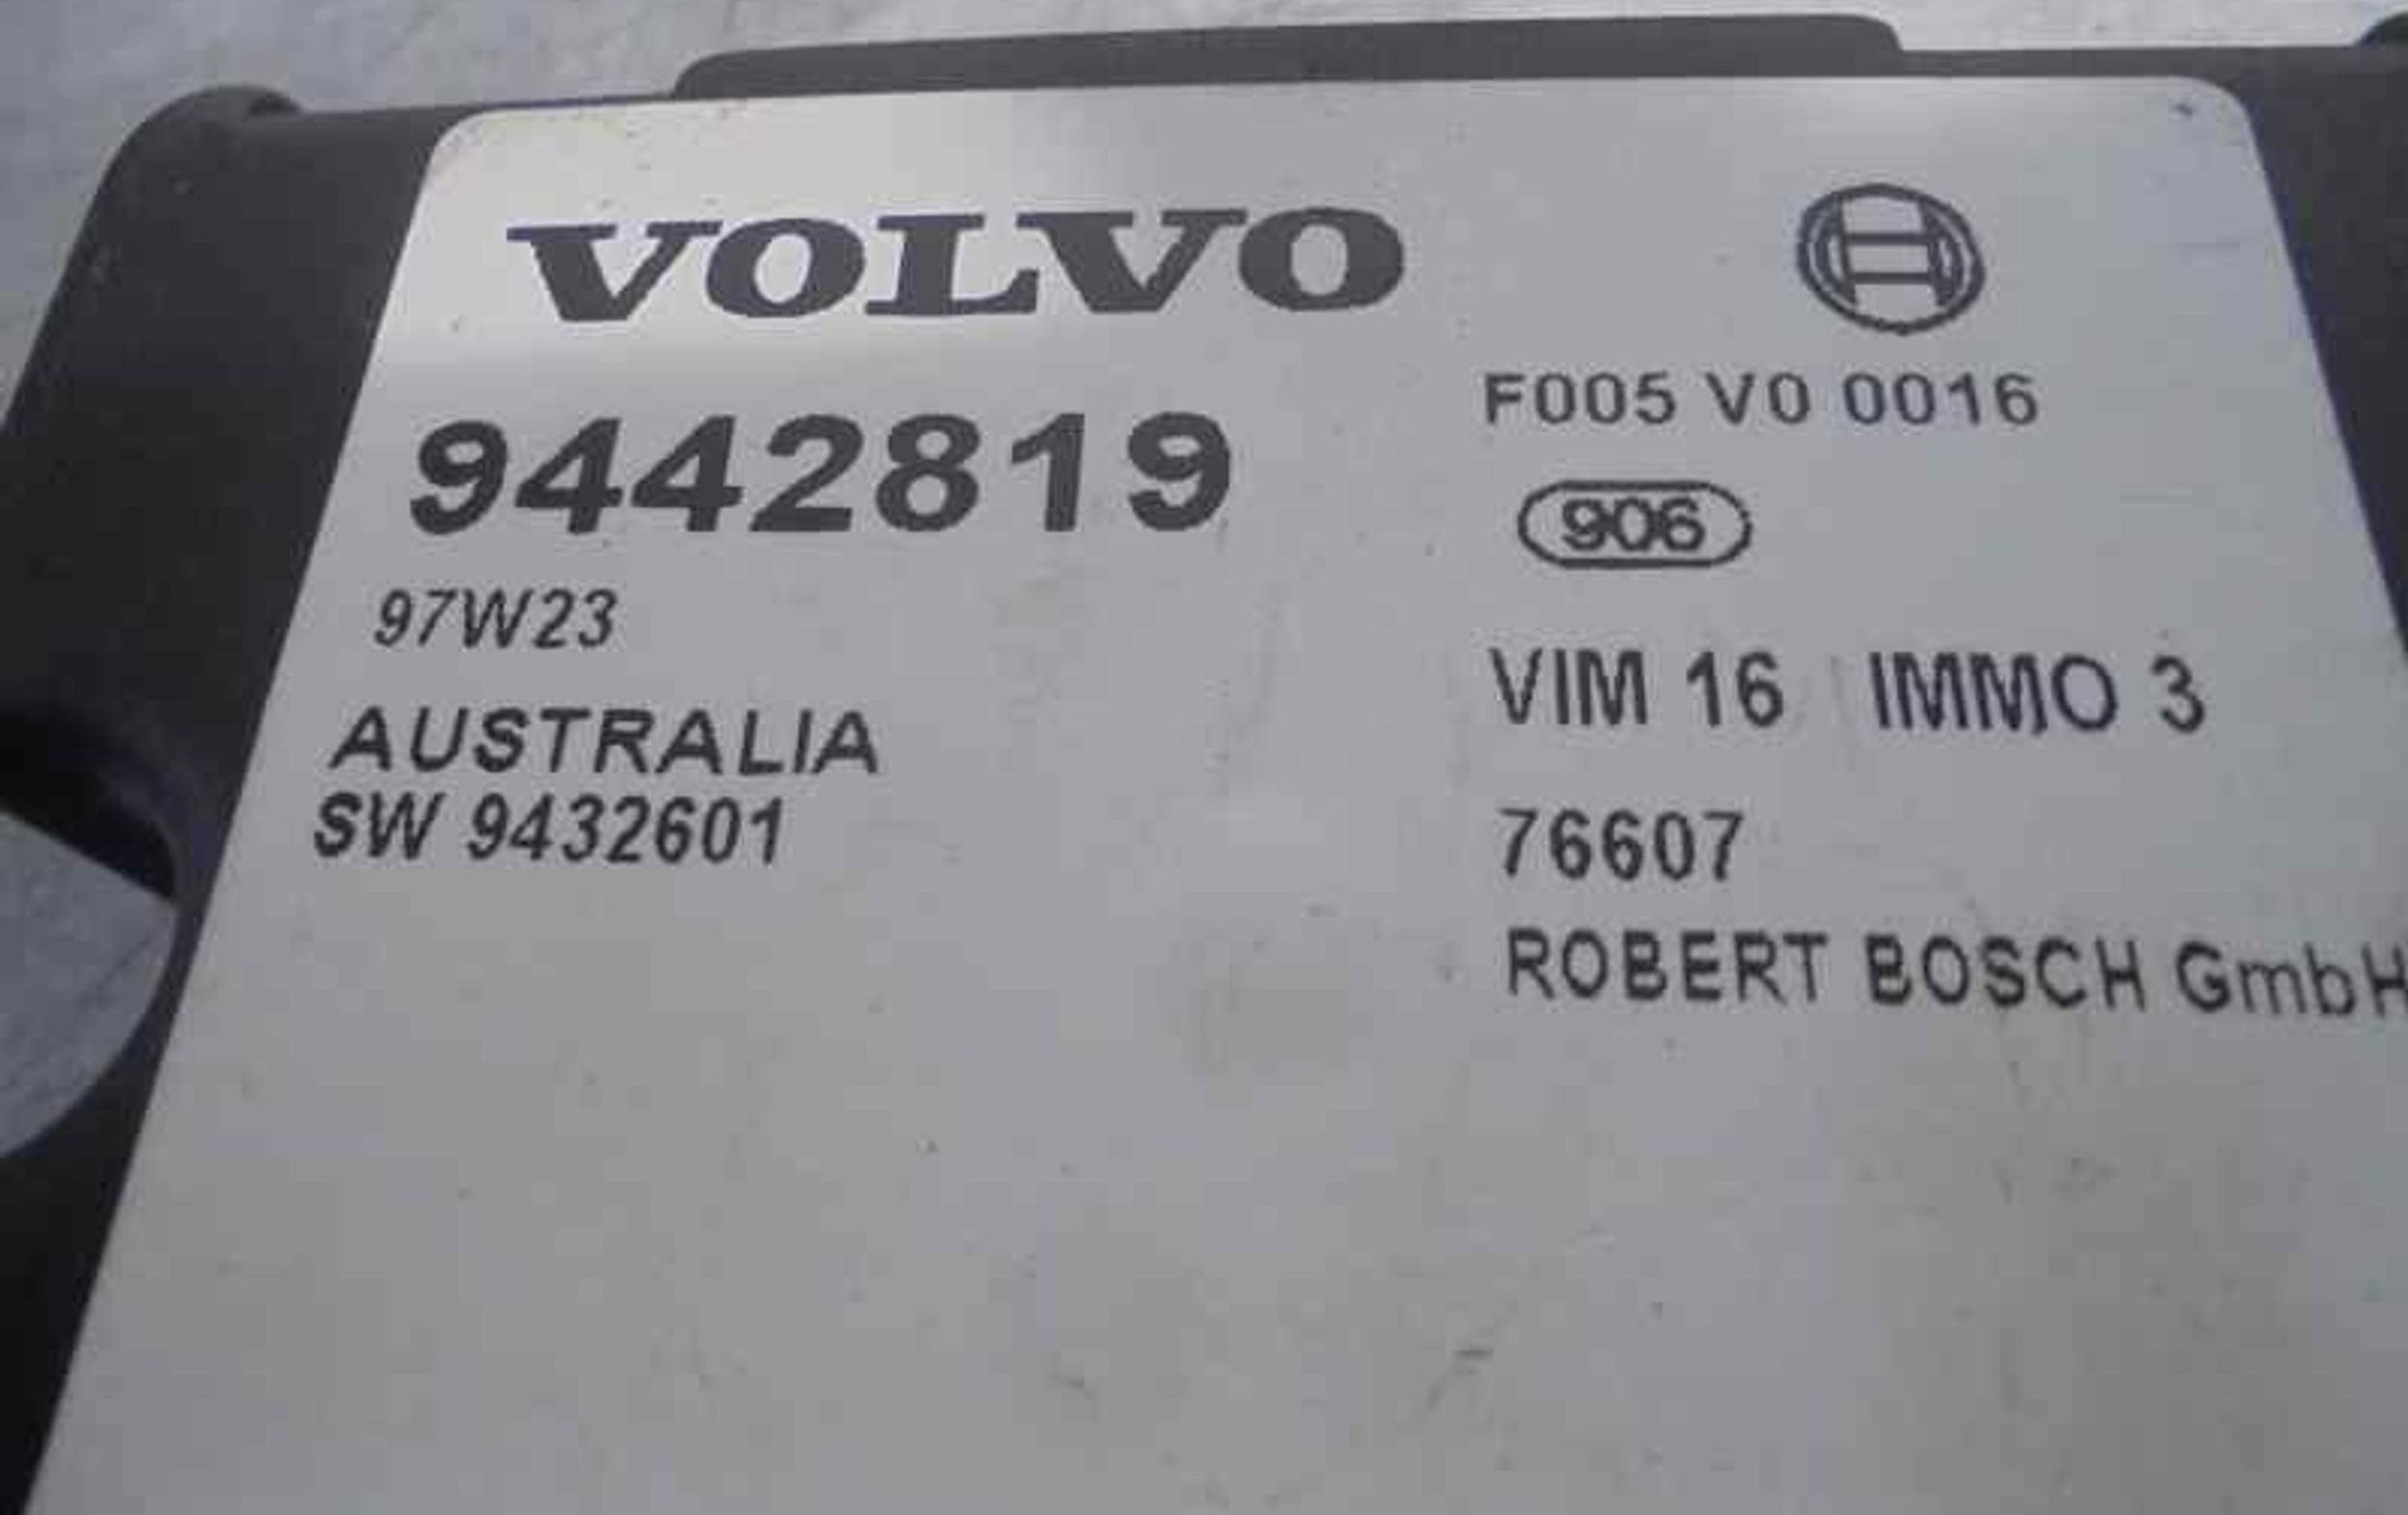 VOLVO
9442819
97W23
AUSTRALIA
SW 9432601
F005 V0 0016
906
VIM 16 IMMO 3
76607
ROBERT BOSCH GmbH